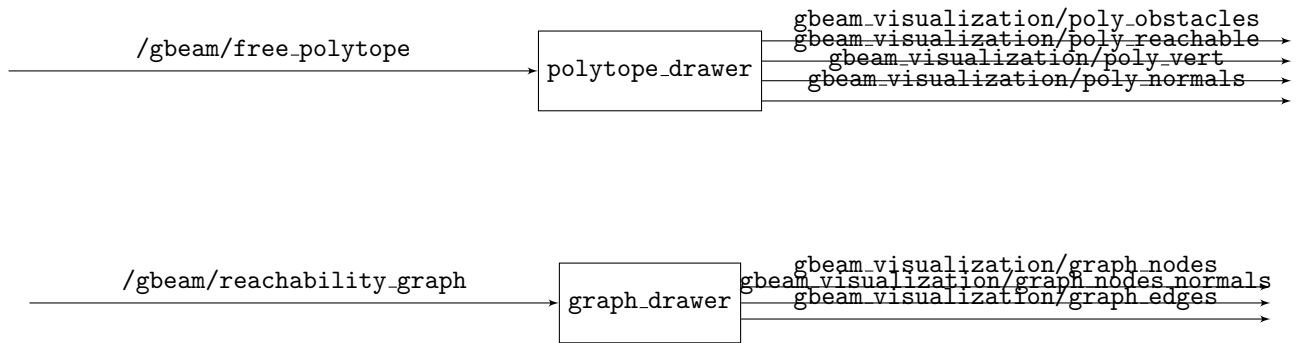 gbeam_visualization/poly_obstacles
/gbeam/free_polytope
gbeam_visualization/poly_reachable
gbeam_visualization/poly_vert
polytope_drawer
gbeam_visualization/poly_normals
gbeam_visualization/graph_nodes
/gbeam/reachability_graph
gbeam_visualization/graph_nodes_normals
graph_drawer
gbeam_visualization/graph_edges